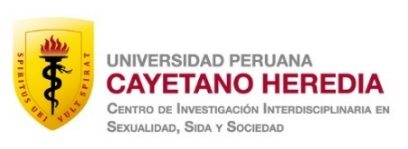 SPIRITUS UBI VULT SPIRAT
UNIVERSIDAD PERUANA
CAYETANO HEREDIA
CENTRO DE INVESTIGACIÓN INTERDISCIPLINARIA EN
SEXUALIDAD, SIDA Y SOCIEDAD